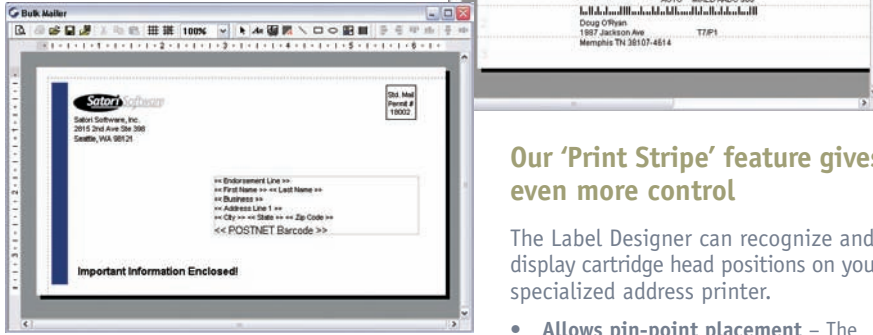 Bulk Mailer
100%
Satori Software
Satori Software, Inc.
2815 2nd Ave Ste 398
Seattle, WA 98121
Std. Mail
Permit #
18002
<< Endorsement Line >>
<< First Name >> << Last Name >>
<< Business >>
<< Address Line 1 >>
<< City >> << State >> << Zip Code >>
<< POSTNET Barcode >>
Important Information Enclosed!
Doug O'Ryan
1987 Jackson Ave T7/P1
Memphis TN 38107-4614
Our 'Print Stripe' feature gives
even more control
The Label Designer can recognize and
display cartridge head positions on you
specialized address printer.
• Allows pin-point placement – The